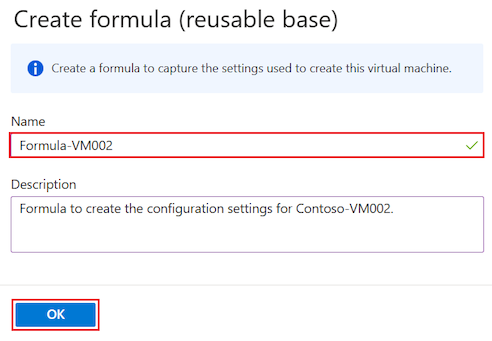 Create formula (reusable base)
Create a formula to capture the settings used to create this virtual machine.
Name
Formula-VM002
Description
Formula to create the configuration settings for Contoso-VM002.
OK